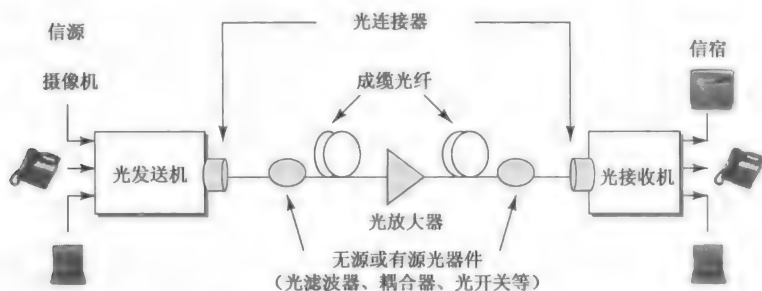 光连接器
信源
信宿
摄像机
成缆光纤
光发送机
光接收机
光放大器
无源或有源光器件
（光滤波器、耦合器、光开关等）